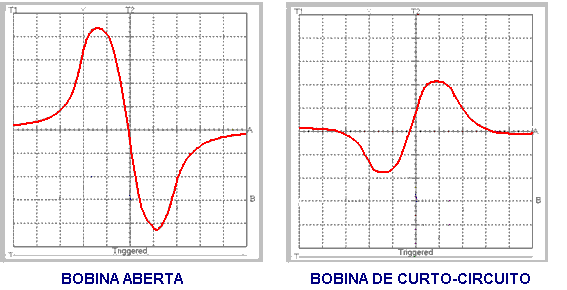 T1 T2
A
B
T Triggered
BOBINA ABERTA
T1 T2
A
B
T Triggered
BOBINA DE CURTO-CIRCUITO